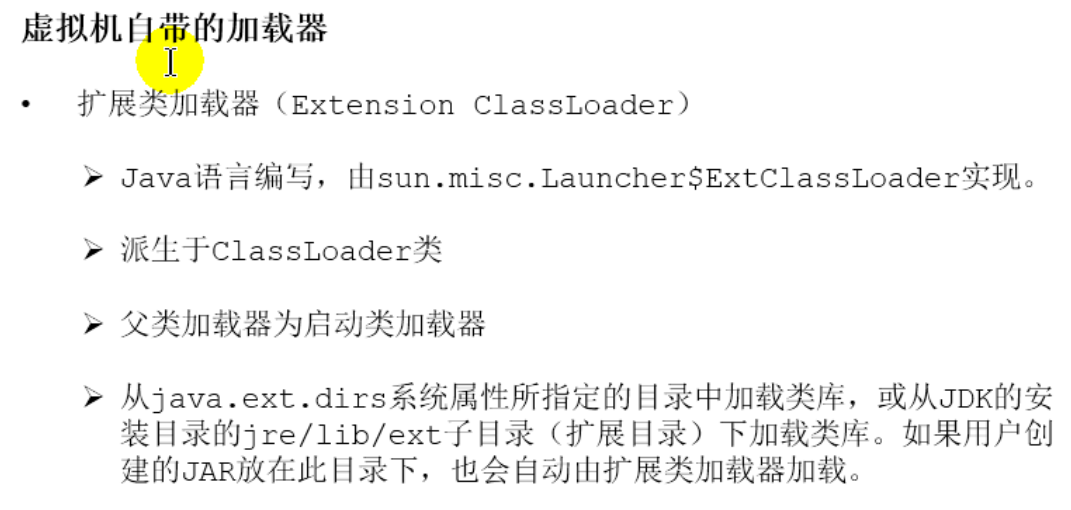 虚拟机自带的加载器
• 扩展类加载器（Extension ClassLoader）
➢ Java语言编写，由sun.misc.Launcher$ExtClassLoader实现。
➢ 派生于ClassLoader类
➢ 父类加载器为启动类加载器
➢ 从java.ext.dirs系统属性所指定的目录中加载类库，或从JDK的安
装目录的jre/lib/ext子目录（扩展目录）下加载类库。如果用户创
建的JAR放在此目录下，也会自动由扩展类加载器加载。